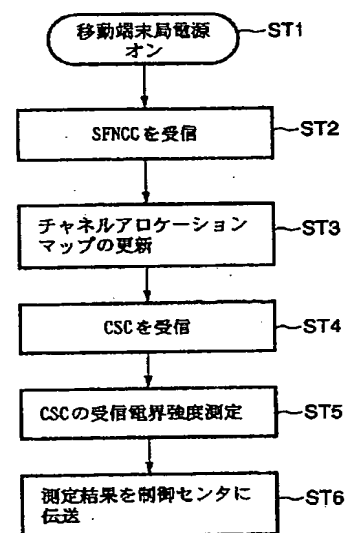 移動端末局電源
オン
ST1
SFNCCを受信
ST2
チャネルアロケーション
マップの更新
ST3
CSCを受信
ST4
CSCの受信電界強度測定
ST5
測定結果を制御センタに
伝送
ST6